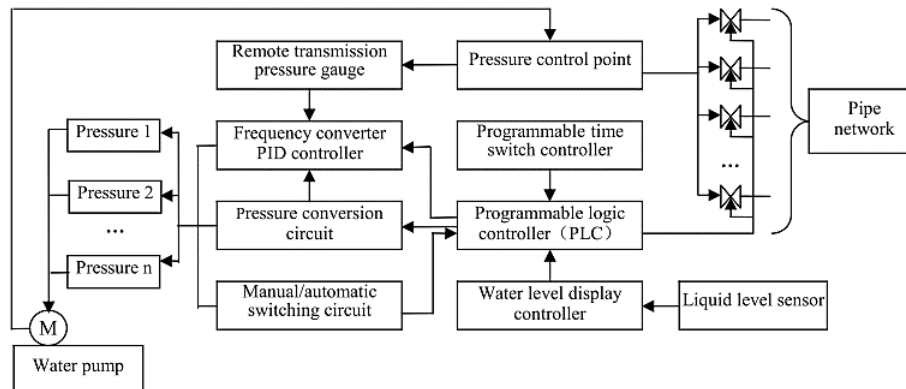 Remote transmission
pressure gauge
Pressure control point
Pipe
network
Pressure 1
Frequency converter
PID controller
Programmable time
switch controller
Pressure 2
...
Pressure conversion
circuit
Programmable logic
controller（PLC）
...
Pressure n
Manual/automatic
switching circuit
Water level display
controller
Liquid level sensor
M
Water pump